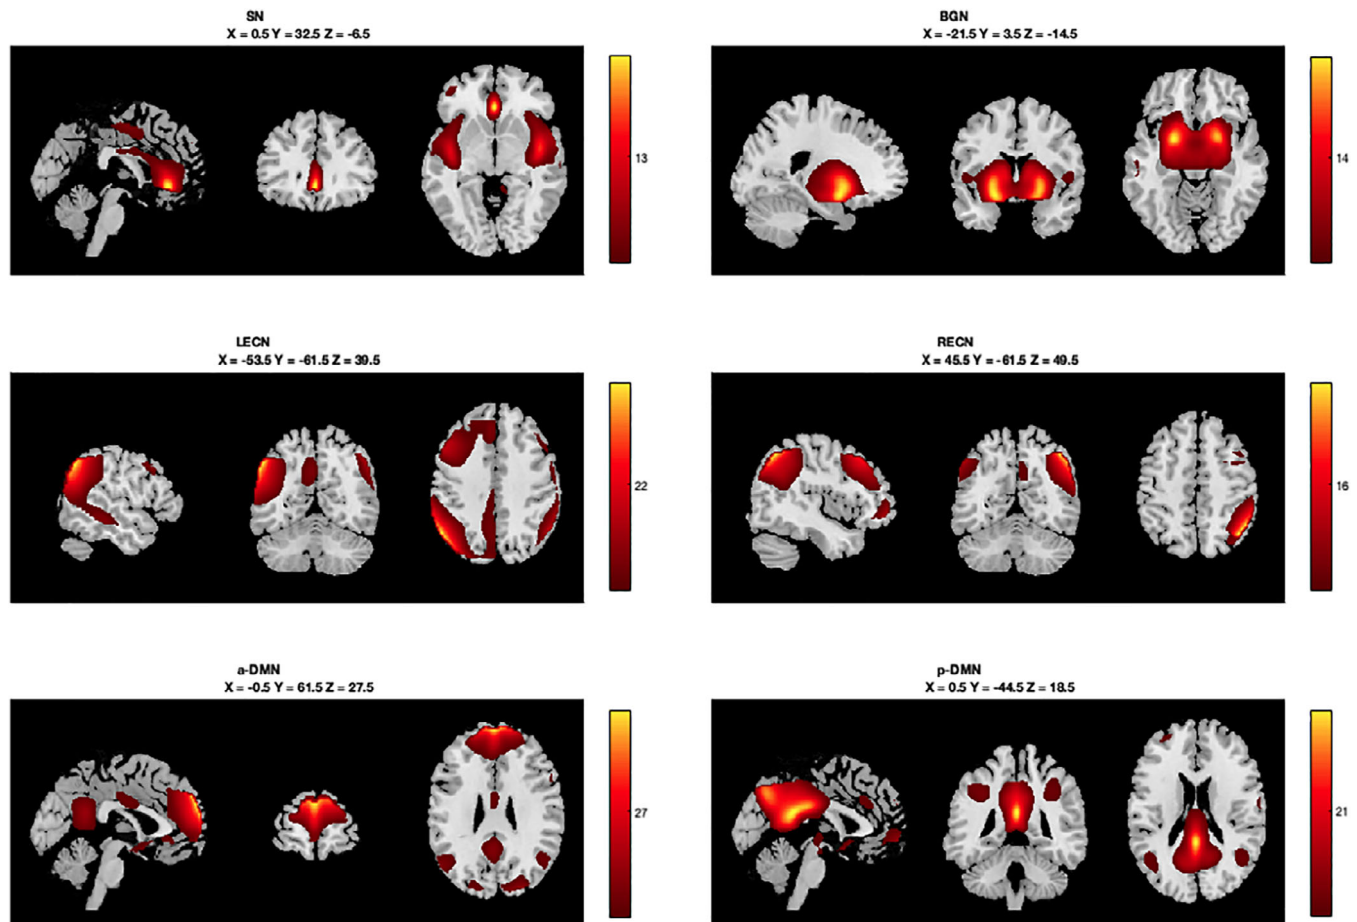 SN
X = 0.5 Y = 32.5 Z = -6.5
13
BGN
X = -21.5 Y = 3.5 Z = -14.5
14
LECN
X = -53.5 Y = -61.5 Z = 39.5
22
RECN
X = 45.5 Y = -61.5 Z = 49.5
16
a-DMN
X = -0.5 Y = 61.5 Z = 27.5
27
p-DMN
X = 0.5 Y = -44.5 Z = 18.5
21